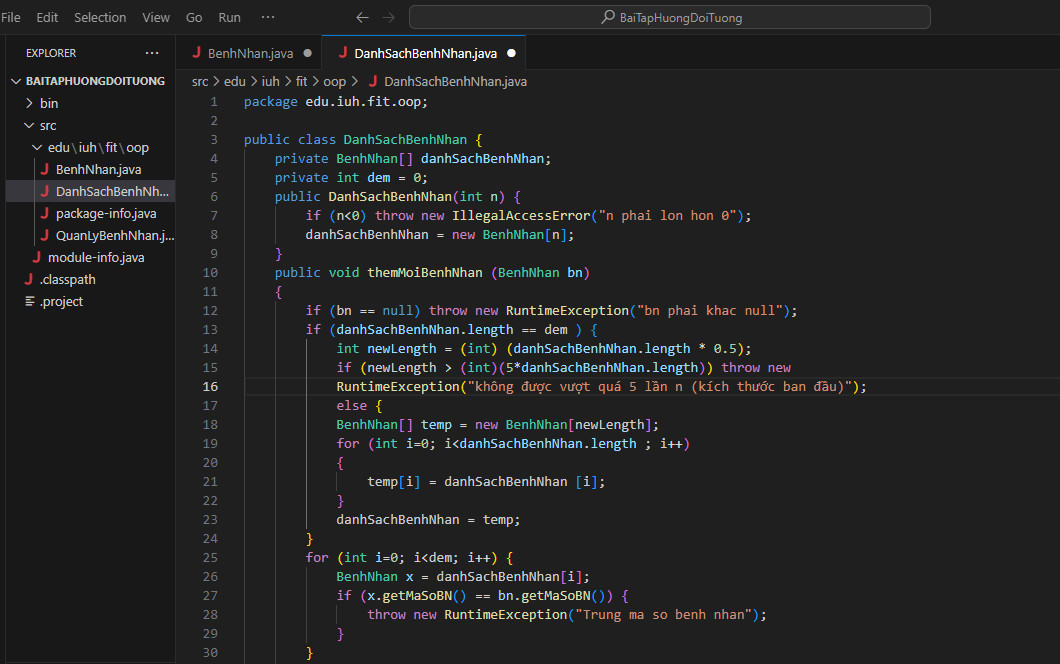 File Edit Selection View Go Run ··· ← → BaiTapHuongDoiTuong
EXPLORER ···
BenhNhan.java ● DanhSachBenhNhan.java ●
BAITAPHUONGDOITUONG
src > edu > iuh > fit > oop > DanhSachBenhNhan.java
> bin
src
edu\iuh\fit\oop
BenhNhan.java
DanhSachBenhNh...
package-info.java
QuanLyBenhNhan.j...
module-info.java
.classpath
.project
1 package edu.iuh.fit.oop;
2
3 public class DanhSachBenhNhan {
4 private BenhNhan[] danhSachBenhNhan;
5 private int dem = 0;
6 public DanhSachBenhNhan(int n) {
7 if (n<0) throw new IllegalAccessError("n phai lon hon 0");
8 danhSachBenhNhan = new BenhNhan[n];
9 }
10 public void themMoiBenhNhan (BenhNhan bn)
11 {
12 if (bn == null) throw new RuntimeException("bn phai khac null");
13 if (danhSachBenhNhan.length == dem ) {
14 int newLength = (int) (danhSachBenhNhan.length * 0.5);
15 if (newLength > (int)(5*danhSachBenhNhan.length)) throw new
16 RuntimeException("không được vượt quá 5 lần n (kích thước ban đầu)");
17 else {
18 BenhNhan[] temp = new BenhNhan[newLength];
19 for (int i=0; i<danhSachBenhNhan.length ; i++)
20 {
21 temp[i] = danhSachBenhNhan [i];
22 }
23 danhSachBenhNhan = temp;
24 }
25 for (int i=0; i<dem; i++) {
26 BenhNhan x = danhSachBenhNhan[i];
27 if (x.getMaSoBN() == bn.getMaSoBN()) {
28 throw new RuntimeException("Trung ma so benh nhan");
29 }
30 }